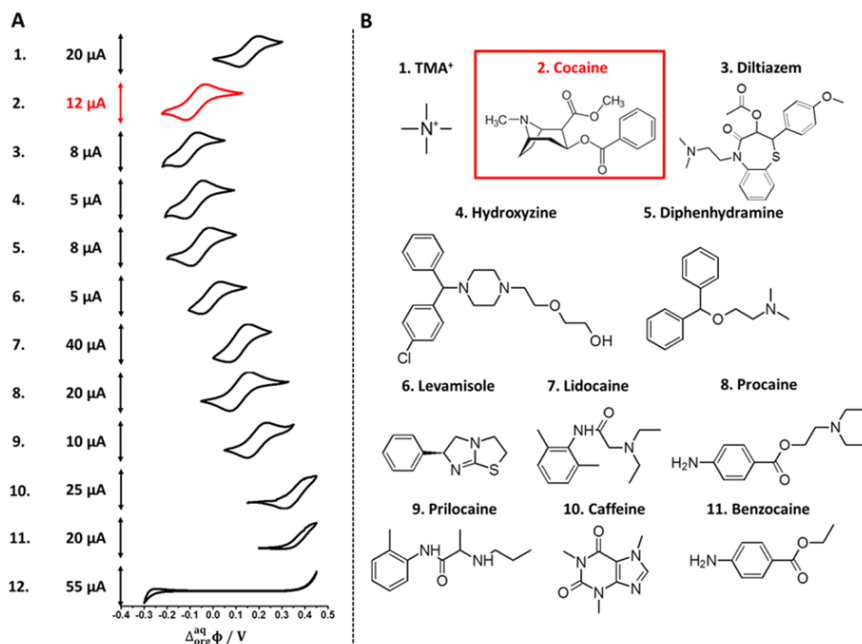 A
1. 20 µA
2. 12 µA
3. 8 µA
4. 5 µA
5. 8 µA
6. 5 µA
7. 40 µA
8. 20 µA
9. 10 µA
10. 25 µA
11. 20 µA
12. 55 µA
-0.4 -0.3 -0.2 -0.1 0.0 0.1 0.2 0.3 0.4 0.5
Δ^aq_org ϕ / V
B
1. TMA⁺ 2. Cocaine 3. Diltiazem
N⁺
H₃C N O O CH₃ O O
O O O O N S N
4. Hydroxyzine 5. Diphenhydramine
N N O OH Cl
O N
6. Levamisole 7. Lidocaine 8. Procaine
N N S
H N O N
H₂N O O N
9. Prilocaine 10. Caffeine 11. Benzocaine
H N O N H
O N N O N N
H₂N O O